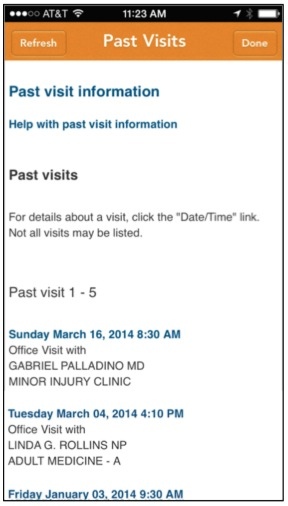 AT&T 11:23 AM
Refresh Past Visits Done
Past visit information
Help with past visit information
Past visits
For details about a visit, click the "Date/Time" link.
Not all visits may be listed.
Past visit 1 - 5
Sunday March 16, 2014 8:30 AM
Office Visit with
GABRIEL PALLADINO MD
MINOR INJURY CLINIC
Tuesday March 04, 2014 4:10 PM
Office Visit with
LINDA G. ROLLINS NP
ADULT MEDICINE - A
Friday January 03, 2014 9:30 AM